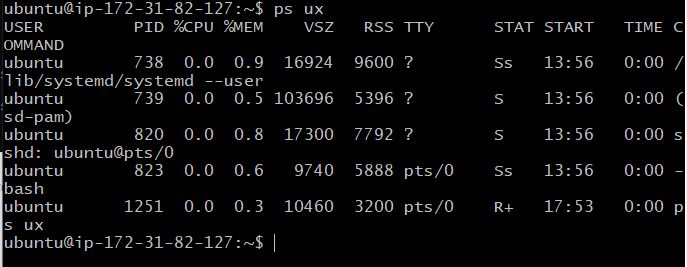 ubuntu@ip-172-31-82-127:~$ ps ux
USER       PID %CPU %MEM    VSZ   RSS TTY      STAT START   TIME C
OMMAND
ubuntu     738  0.0  0.9  16924  9600 ?        Ss   13:56   0:00 /
lib/systemd/systemd --user
ubuntu     739  0.0  0.5 103696  5396 ?        S    13:56   0:00 (
sd-pam)
ubuntu     820  0.0  0.8  17300  7792 ?        S    13:56   0:00 s
shd: ubuntu@pts/0
ubuntu     823  0.0  0.6   9740  5888 pts/0    Ss   13:56   0:00 -
bash
ubuntu    1251  0.0  0.3  10460  3200 pts/0    R+   17:53   0:00 p
s ux
ubuntu@ip-172-31-82-127:~$